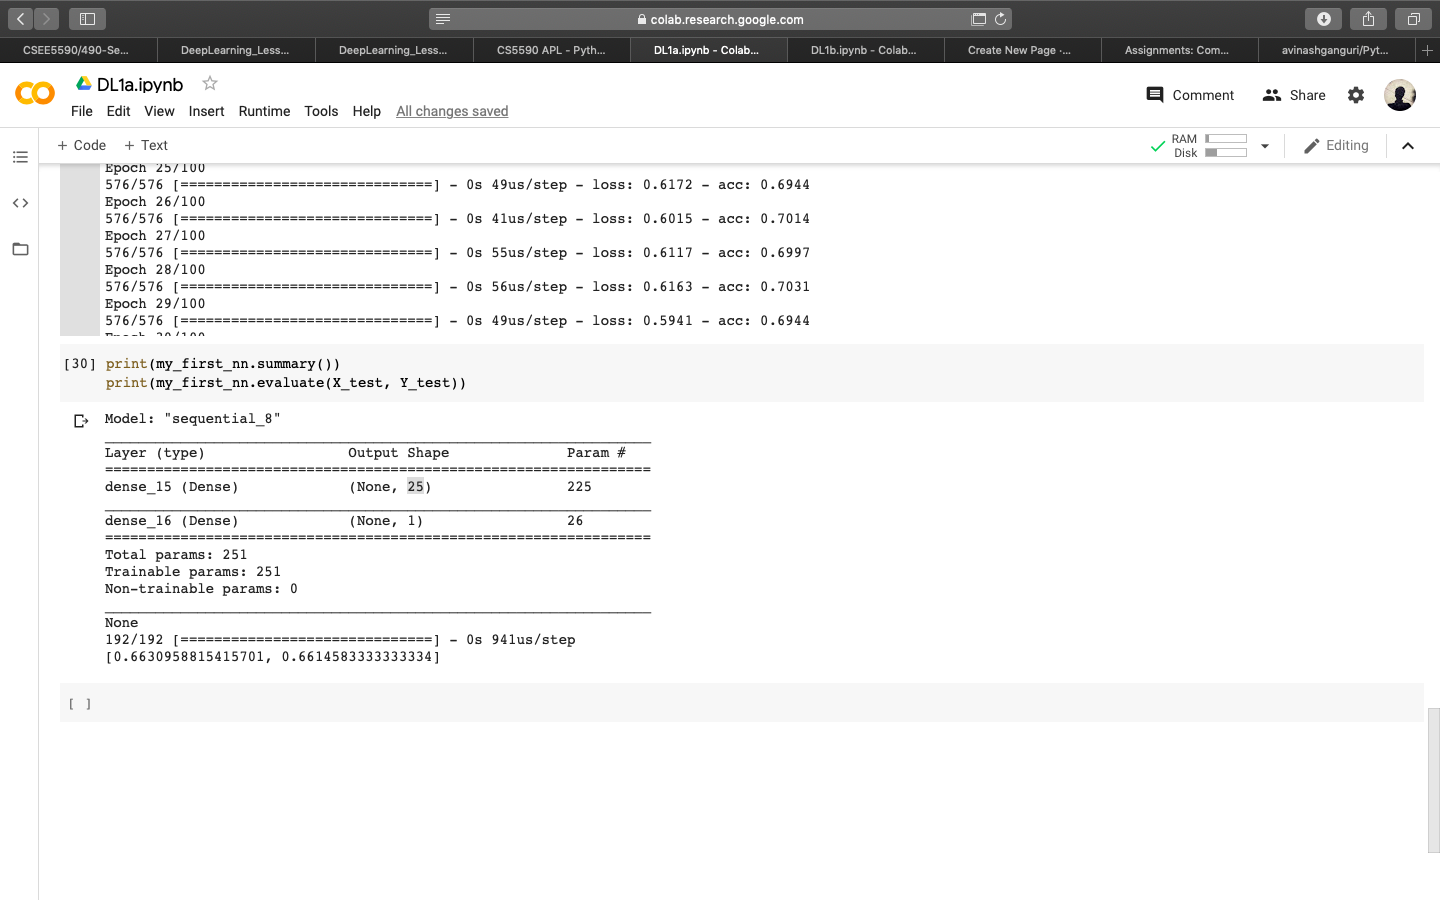 colab.research.google.com
CSEE5590/490-Se... DeepLearning_Less... DeepLearning_Less... CS5590 APL - Pyth... DL1a.ipynb - Colab... DL1b.ipynb - Colab... Create New Page -... Assignments: Com... avinashganguri/Pyt...
DL1a.ipynb
File Edit View Insert Runtime Tools Help All changes saved
Comment Share
+ Code + Text
RAM
Disk
Editing
Epoch 25/100
576/576 [==============================] - 0s 49us/step - loss: 0.6172 - acc: 0.6944
Epoch 26/100
576/576 [==============================] - 0s 41us/step - loss: 0.6015 - acc: 0.7014
Epoch 27/100
576/576 [==============================] - 0s 55us/step - loss: 0.6117 - acc: 0.6997
Epoch 28/100
576/576 [==============================] - 0s 56us/step - loss: 0.6163 - acc: 0.7031
Epoch 29/100
576/576 [==============================] - 0s 49us/step - loss: 0.5941 - acc: 0.6944
Epoch 30/100
[30] print(my_first_nn.summary())
print(my_first_nn.evaluate(X_test, Y_test))
Model: "sequential_8"
_________________________________________________________________
Layer (type) Output Shape Param #
=================================================================
dense_15 (Dense) (None, 25) 225
_________________________________________________________________
dense_16 (Dense) (None, 1) 26
=================================================================
Total params: 251
Trainable params: 251
Non-trainable params: 0
_________________________________________________________________
None
192/192 [==============================] - 0s 941us/step
[0.6630958815415701, 0.6614583333333334]
[ ]